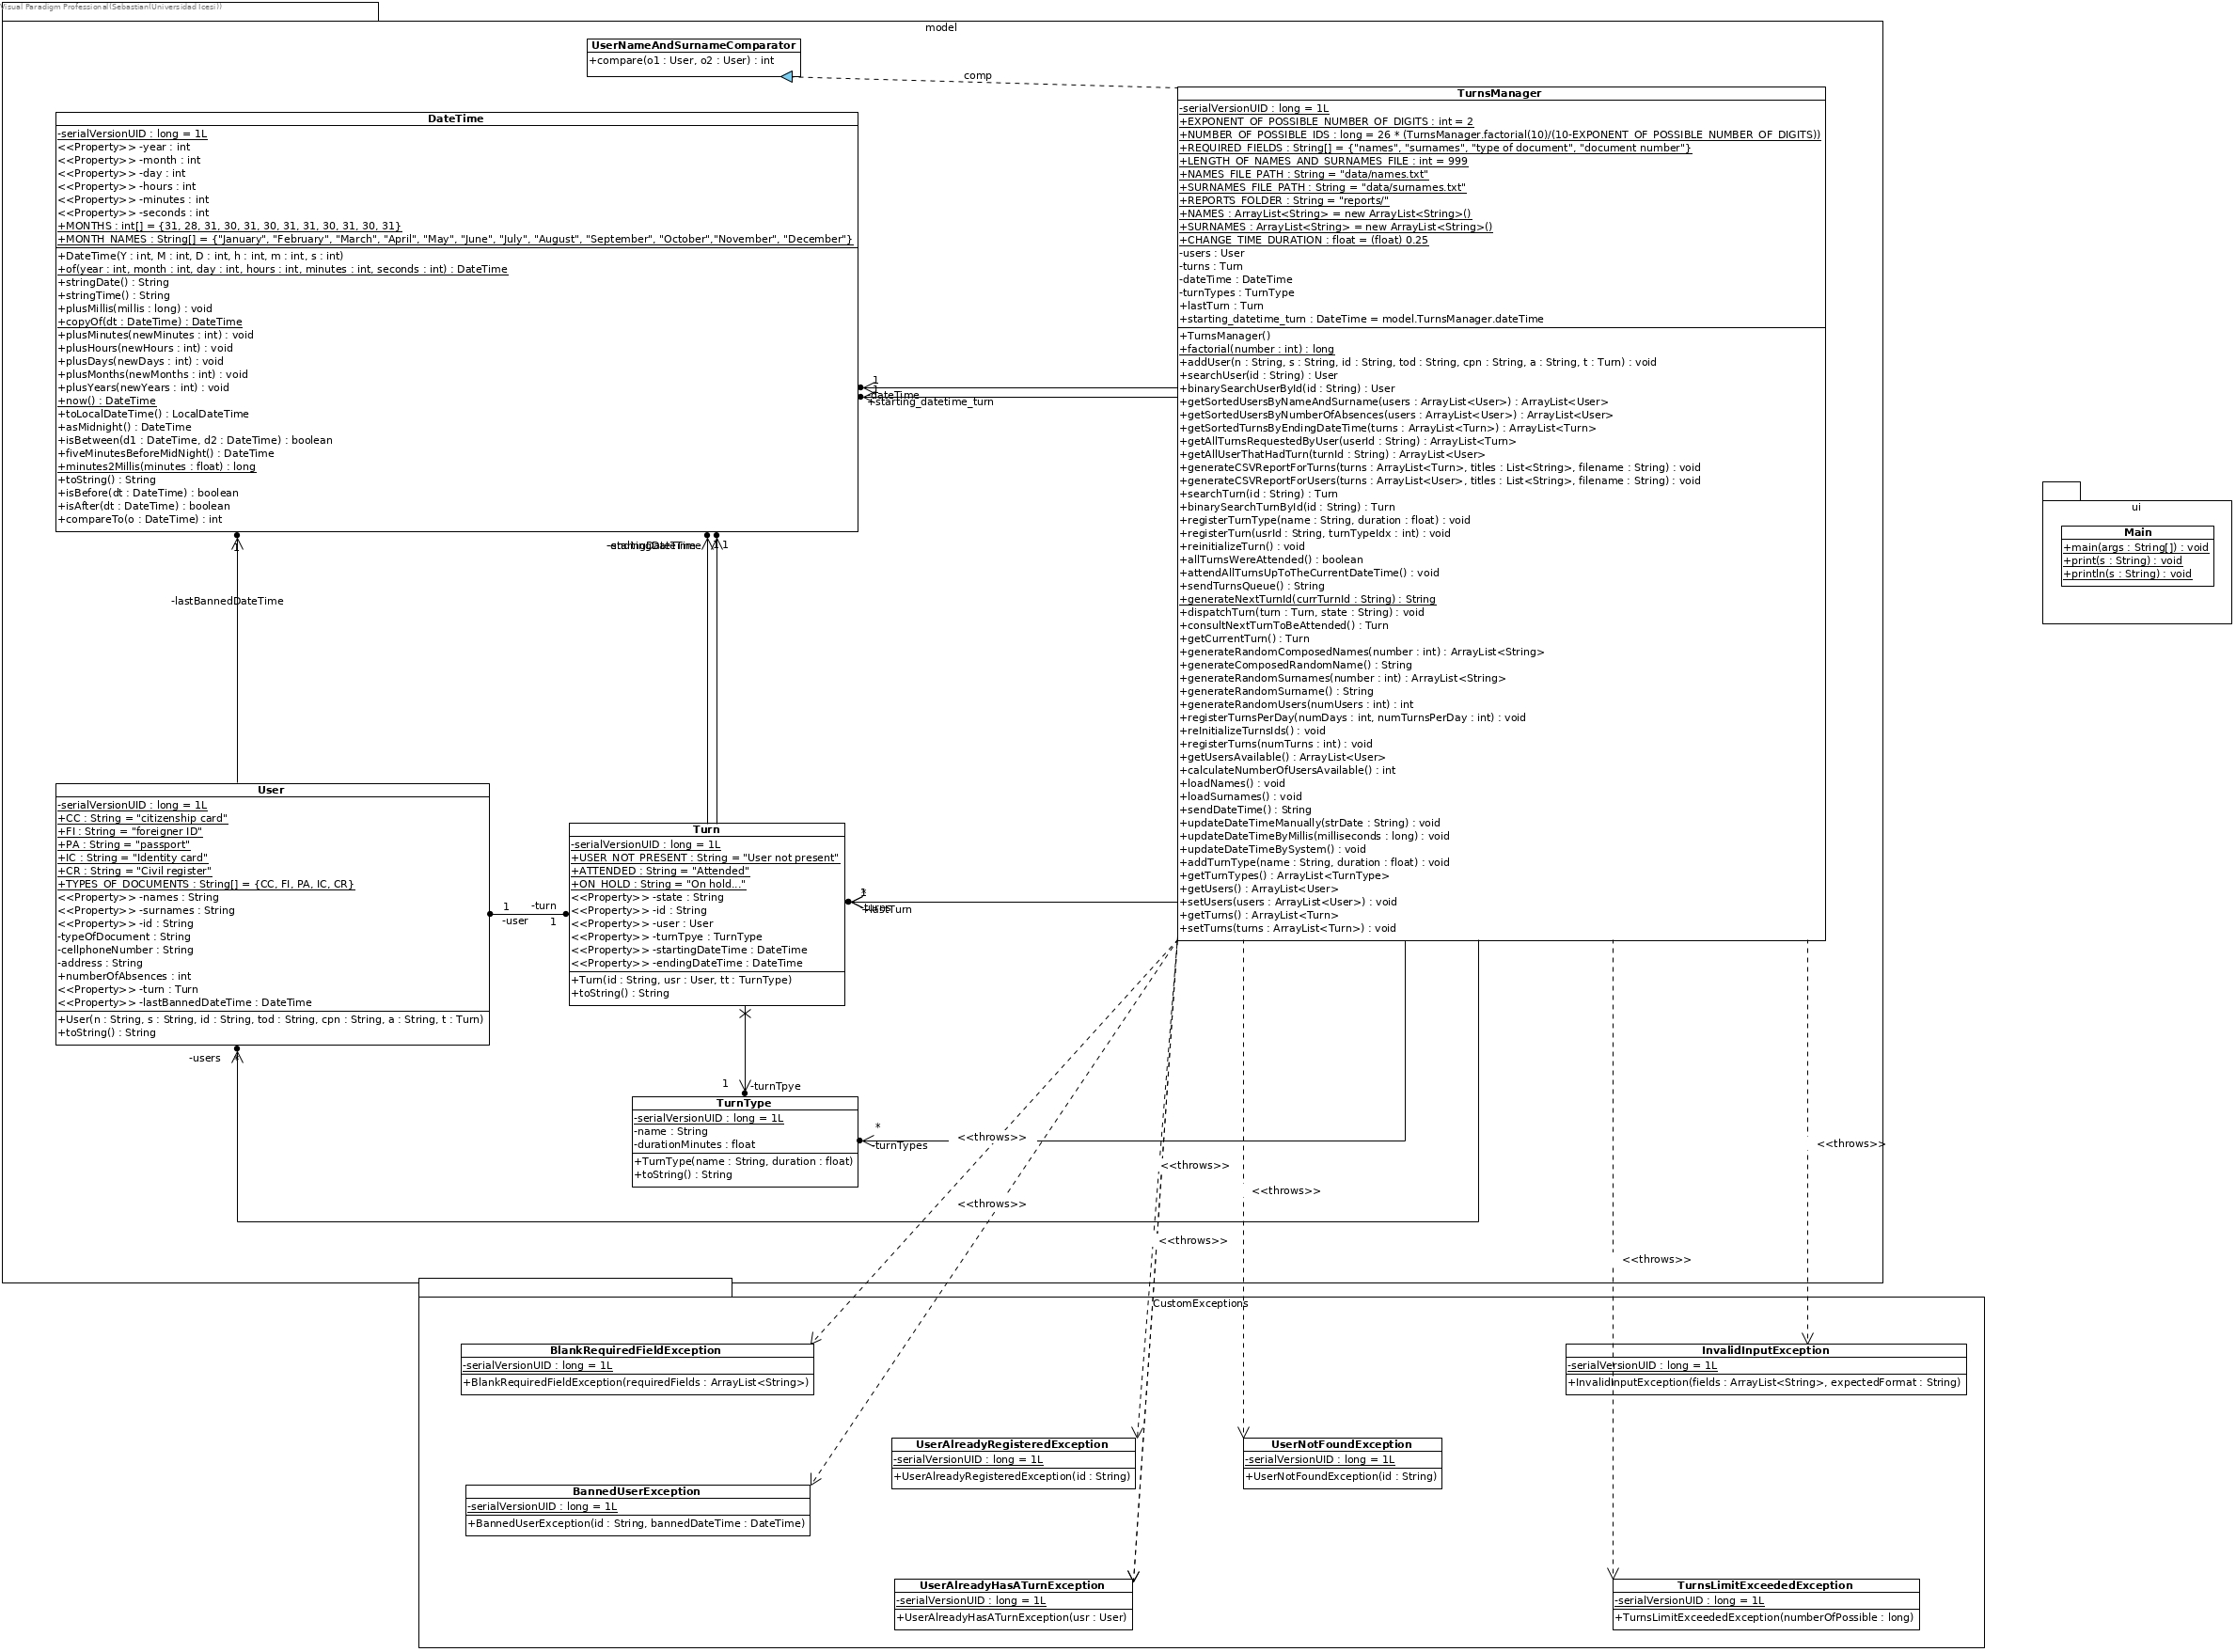 Visual Paradigm Professional(Sebastian(Universidad Icesi))
model
UserNameAndSurnameComparator
+compare(o1 : User, o2 : User) : int
comp
DateTime
-serialVersionUID : long = 1L
<<Property>> -year : int
<<Property>> -month : int
<<Property>> -day : int
<<Property>> -hours : int
<<Property>> -minutes : int
<<Property>> -seconds : int
+MONTHS : int[] = {31, 28, 31, 30, 31, 30, 31, 31, 30, 31, 30, 31}
+MONTH_NAMES : String[] = {"January", "February", "March", "April", "May", "June", "July", "August", "September", "October","November", "December"}
+DateTime(Y : int, M : int, D : int, h : int, m : int, s : int)
+of(year : int, month : int, day : int, hours : int, minutes : int, seconds : int) : DateTime
+stringDate() : String
+stringTime() : String
+plusMillis(millis : long) : void
+copyOf(dt : DateTime) : DateTime
+plusMinutes(newMinutes : int) : void
+plusHours(newHours : int) : void
+plusDays(newDays : int) : void
+plusMonths(newMonths : int) : void
+plusYears(newYears : int) : void
+now() : DateTime
+toLocalDateTime() : LocalDateTime
+asMidnight() : DateTime
+isBetween(d1 : DateTime, d2 : DateTime) : boolean
+fiveMinutesBeforeMidNight() : DateTime
+minutes2Millis(minutes : float) : long
+toString() : String
+isBefore(dt : DateTime) : boolean
+isAfter(dt : DateTime) : boolean
+compareTo(o : DateTime) : int
TurnsManager
-serialVersionUID : long = 1L
+EXPONENT_OF_POSSIBLE_NUMBER_OF_DIGITS : int = 2
+NUMBER_OF_POSSIBLE_IDS : long = 26 * (TurnsManager.factorial(10)/(10-EXPONENT_OF_POSSIBLE_NUMBER_OF_DIGITS))
+REQUIRED_FIELDS : String[] = {"names", "surnames", "type of document", "document number"}
+LENGTH_OF_NAMES_AND_SURNAMES_FILE : int = 999
+NAMES_FILE_PATH : String = "data/names.txt"
+SURNAMES_FILE_PATH : String = "data/surnames.txt"
+REPORTS_FOLDER : String = "reports/"
+NAMES : ArrayList<String> = new ArrayList<String>()
+SURNAMES : ArrayList<String> = new ArrayList<String>()
+CHANGE_TIME_DURATION : float = (float) 0.25
-users : User
-turns : Turn
-dateTime : DateTime
-turnTypes : TurnType
+lastTurn : Turn
+starting_datetime_turn : DateTime = model.TurnsManager.dateTime
+TurnsManager()
+factorial(number : int) : long
+addUser(n : String, s : String, id : String, tod : String, cpn : String, a : String, t : Turn) : void
+searchUser(id : String) : User
+binarySearchUserById(id : String) : User
+getSortedUsersByNameAndSurname(users : ArrayList<User>) : ArrayList<User>
+getSortedUsersByNumberOfAbsences(users : ArrayList<User>) : ArrayList<User>
+getSortedTurnsByEndingDateTime(turns : ArrayList<Turn>) : ArrayList<Turn>
+getAllTurnsRequestedByUser(userId : String) : ArrayList<Turn>
+getAllUserThatHadTurn(turnId : String) : ArrayList<User>
+generateCSVReportForTurns(turns : ArrayList<Turn>, titles : List<String>, filename : String) : void
+generateCSVReportForUsers(turns : ArrayList<User>, titles : List<String>, filename : String) : void
+searchTurn(id : String) : Turn
+binarySearchTurnById(id : String) : Turn
+registerTurnType(name : String, duration : float) : void
+registerTurn(usrId : String, turnTypeIdx : int) : void
+reinitializeTurn() : void
+allTurnsWereAttended() : boolean
+attendAllTurnsUpToTheCurrentDateTime() : void
+sendTurnsQueue() : String
+generateNextTurnId(currTurnId : String) : String
+dispatchTurn(turn : Turn, state : String) : void
+consultNextTurnToBeAttended() : Turn
+getCurrentTurn() : Turn
+generateRandomComposedNames(number : int) : ArrayList<String>
+generateComposedRandomName() : String
+generateRandomSurnames(number : int) : ArrayList<String>
+generateRandomSurname() : String
+generateRandomUsers(numUsers : int) : int
+registerTurnsPerDay(numDays : int, numTurnsPerDay : int) : void
+reInitializeTurnsIds() : void
+registerTurns(numTurns : int) : void
+getUsersAvailable() : ArrayList<User>
+calculateNumberOfUsersAvailable() : int
+loadNames() : void
+loadSurnames() : void
+sendDateTime() : String
+updateDateTimeManually(strDate : String) : void
+updateDateTimeByMillis(milliseconds : long) : void
+updateDateTimeBySystem() : void
+addTurnType(name : String, duration : float) : void
+getTurnTypes() : ArrayList<TurnType>
+getUsers() : ArrayList<User>
+setUsers(users : ArrayList<User>) : void
+getTurns() : ArrayList<Turn>
+setTurns(turns : ArrayList<Turn>) : void
1
1
-dateTime
+starting_datetime_turn
ui
Main
+main(args : String[]) : void
+print(s : String) : void
+println(s : String) : void
1
-lastBannedDateTime
1
User
-serialVersionUID : long = 1L
+CC : String = "citizenship card"
+FI : String = "foreigner ID"
+PA : String = "passport"
+IC : String = "Identity card"
+CR : String = "Civil register"
+TYPES_OF_DOCUMENTS : String[] = {CC, FI, PA, IC, CR}
<<Property>> -names : String
<<Property>> -surnames : String
<<Property>> -id : String
-typeOfDocument : String
-cellphoneNumber : String
-address : String
+numberOfAbsences : int
<<Property>> -turn : Turn
<<Property>> -lastBannedDateTime : DateTime
+User(n : String, s : String, id : String, tod : String, cpn : String, a : String, t : Turn)
+toString() : String
1 -turn
-user 1
Turn
-serialVersionUID : long = 1L
+USER_NOT_PRESENT : String = "User not present"
+ATTENDED : String = "Attended"
+ON_HOLD : String = "On hold..."
<<Property>> -state : String
<<Property>> -id : String
<<Property>> -user : User
<<Property>> -turnTpye : TurnType
<<Property>> -startingDateTime : DateTime
<<Property>> -endingDateTime : DateTime
+Turn(id : String, usr : User, tt : TurnType)
+toString() : String
+lastTurn
-users
1 -turnTpye
TurnType
-serialVersionUID : long = 1L
-name : String
-durationMinutes : float
+TurnType(name : String, duration : float)
+toString() : String
*
-turnTypes
<<throws>>
<<throws>>
<<throws>>
<<throws>>
<<throws>>
<<throws>>
<<throws>>
CustomExceptions
BlankRequiredFieldException
-serialVersionUID : long = 1L
+BlankRequiredFieldException(requiredFields : ArrayList<String>)
InvalidInputException
-serialVersionUID : long = 1L
+InvalidInputException(fields : ArrayList<String>, expectedFormat : String)
UserAlreadyRegisteredException
-serialVersionUID : long = 1L
+UserAlreadyRegisteredException(id : String)
UserNotFoundException
-serialVersionUID : long = 1L
+UserNotFoundException(id : String)
BannedUserException
-serialVersionUID : long = 1L
+BannedUserException(id : String, bannedDateTime : DateTime)
UserAlreadyHasATurnException
-serialVersionUID : long = 1L
+UserAlreadyHasATurnException(usr : User)
TurnsLimitExceededException
-serialVersionUID : long = 1L
+TurnsLimitExceededException(numberOfPossible : long)